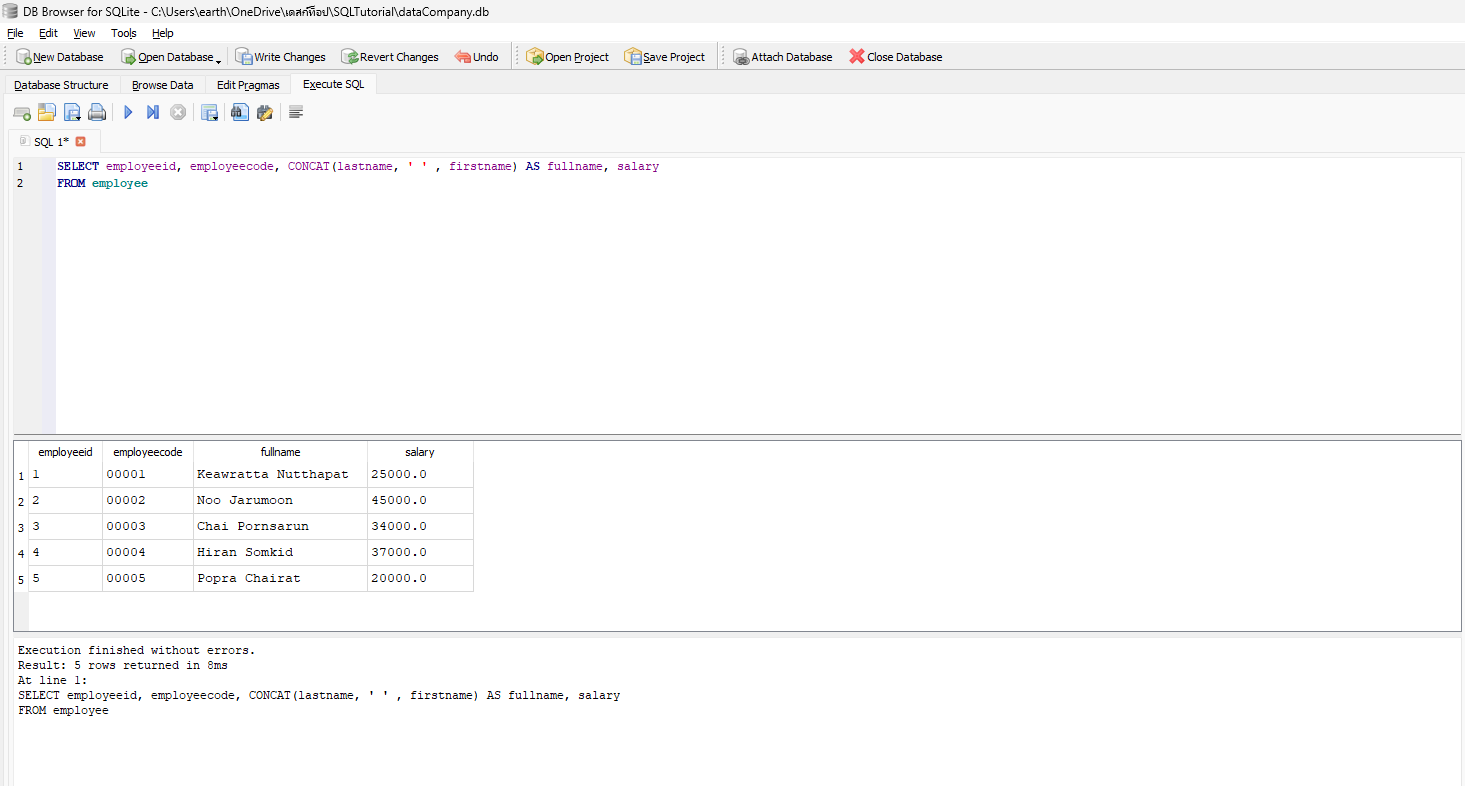 DB Browser for SQLite - C:\Users\earth\OneDrive\เดสก์ท็อป\SQLTutorial\dataCompany.db
File Edit View Tools Help
New Database Open Database Write Changes Revert Changes Undo Open Project Save Project Attach Database Close Database
Database Structure Browse Data Edit Pragmas Execute SQL
SQL 1*
1 SELECT employeeid, employeecode, CONCAT(lastname, ' ' , firstname) AS fullname, salary
2 FROM employee
employeeid employeecode fullname salary
1 1 00001 Keawratta Nutthapat 25000.0
2 2 00002 Noo Jarumoon 45000.0
3 3 00003 Chai Pornsarun 34000.0
4 4 00004 Hiran Somkid 37000.0
5 5 00005 Popra Chairat 20000.0
Execution finished without errors.
Result: 5 rows returned in 8ms
At line 1:
SELECT employeeid, employeecode, CONCAT(lastname, ' ' , firstname) AS fullname, salary
FROM employee